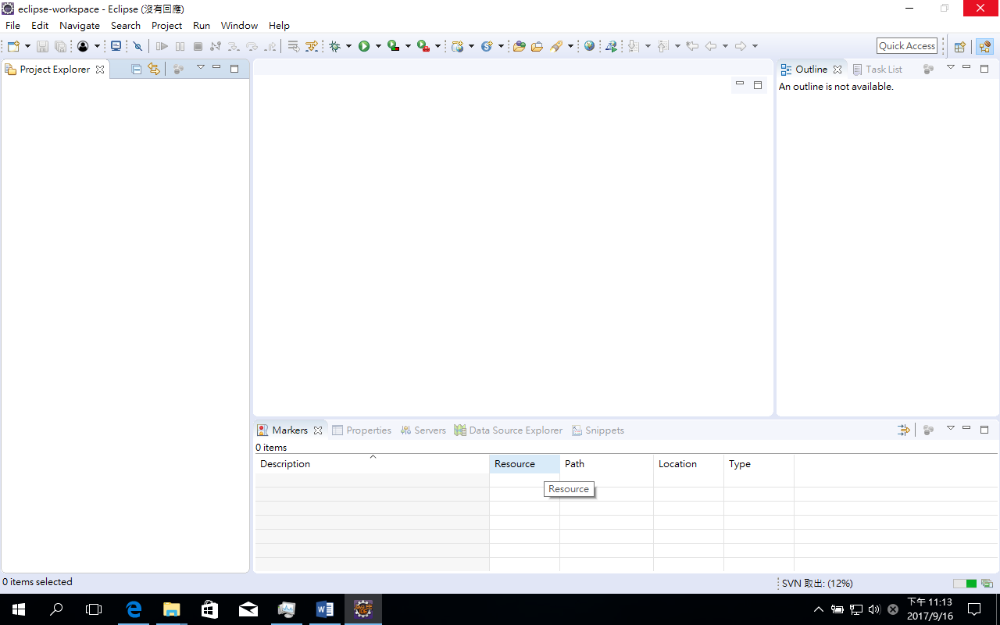 eclipse-workspace - Eclipse (沒有回應)
File Edit Navigate Search Project Run Window Help
Quick Access
Project Explorer
Outline Task List
An outline is not available.
Markers Properties Servers Data Source Explorer Snippets
0 items
Description Resource Path Location Type
Resource
0 items selected
SVN 取出: (12%)
下午 11:13
2017/9/16